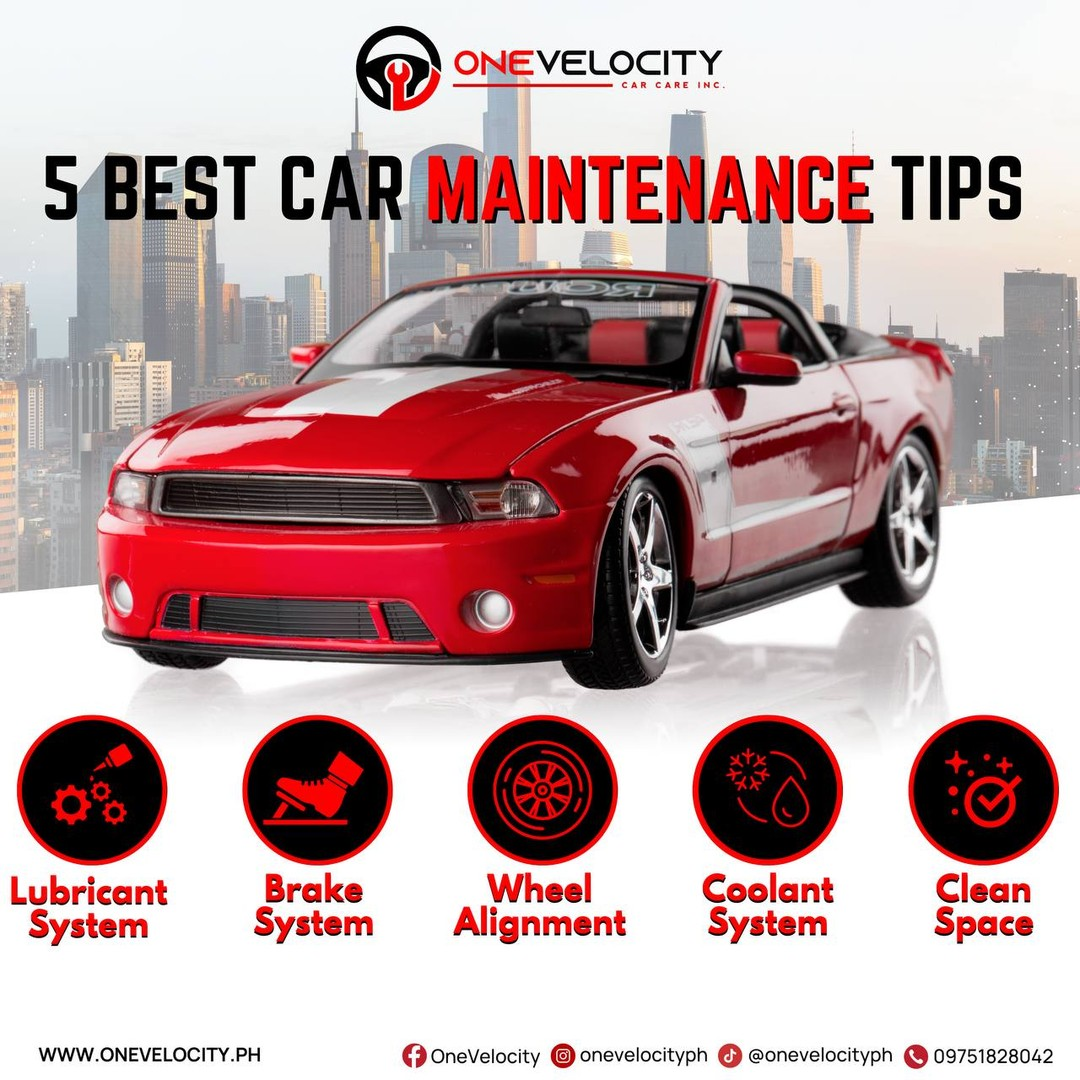 ONEVELOCITY
CAR CARE INC.
5 BEST CAR MAINTENANCE TIPS
Lubricant
System
Brake
System
Wheel
Alignment
Coolant
System
Clean
Space
WWW.ONEVELOCITY.PH
OneVelocity
onevelocityph
@onevelocityph
09751828042